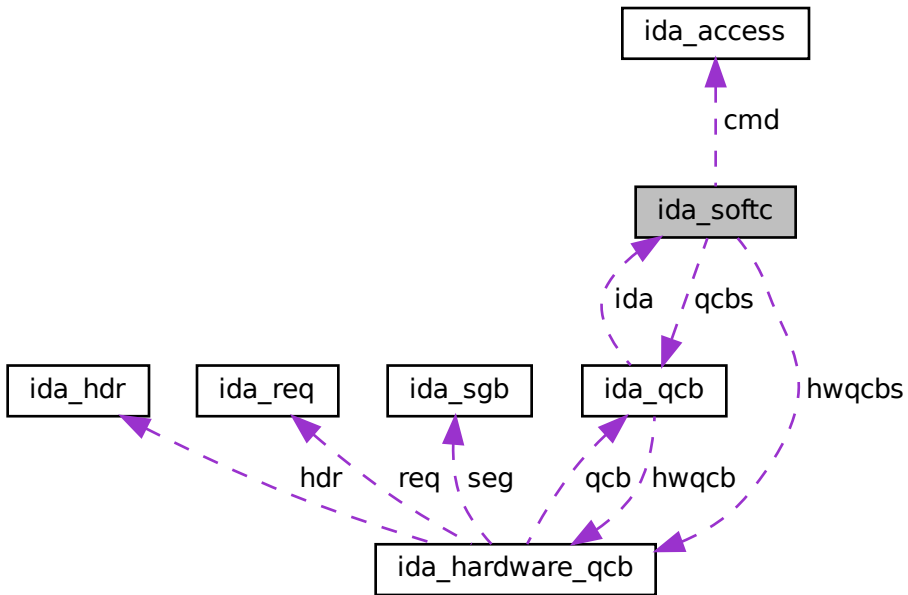 ida_access
cmd
ida_softc
ida
qcbs
ida_hdr
ida_req
ida_sgb
ida_qcb
hwqcbs
hdr
req
seg
qcb
hwqcb
ida_hardware_qcb